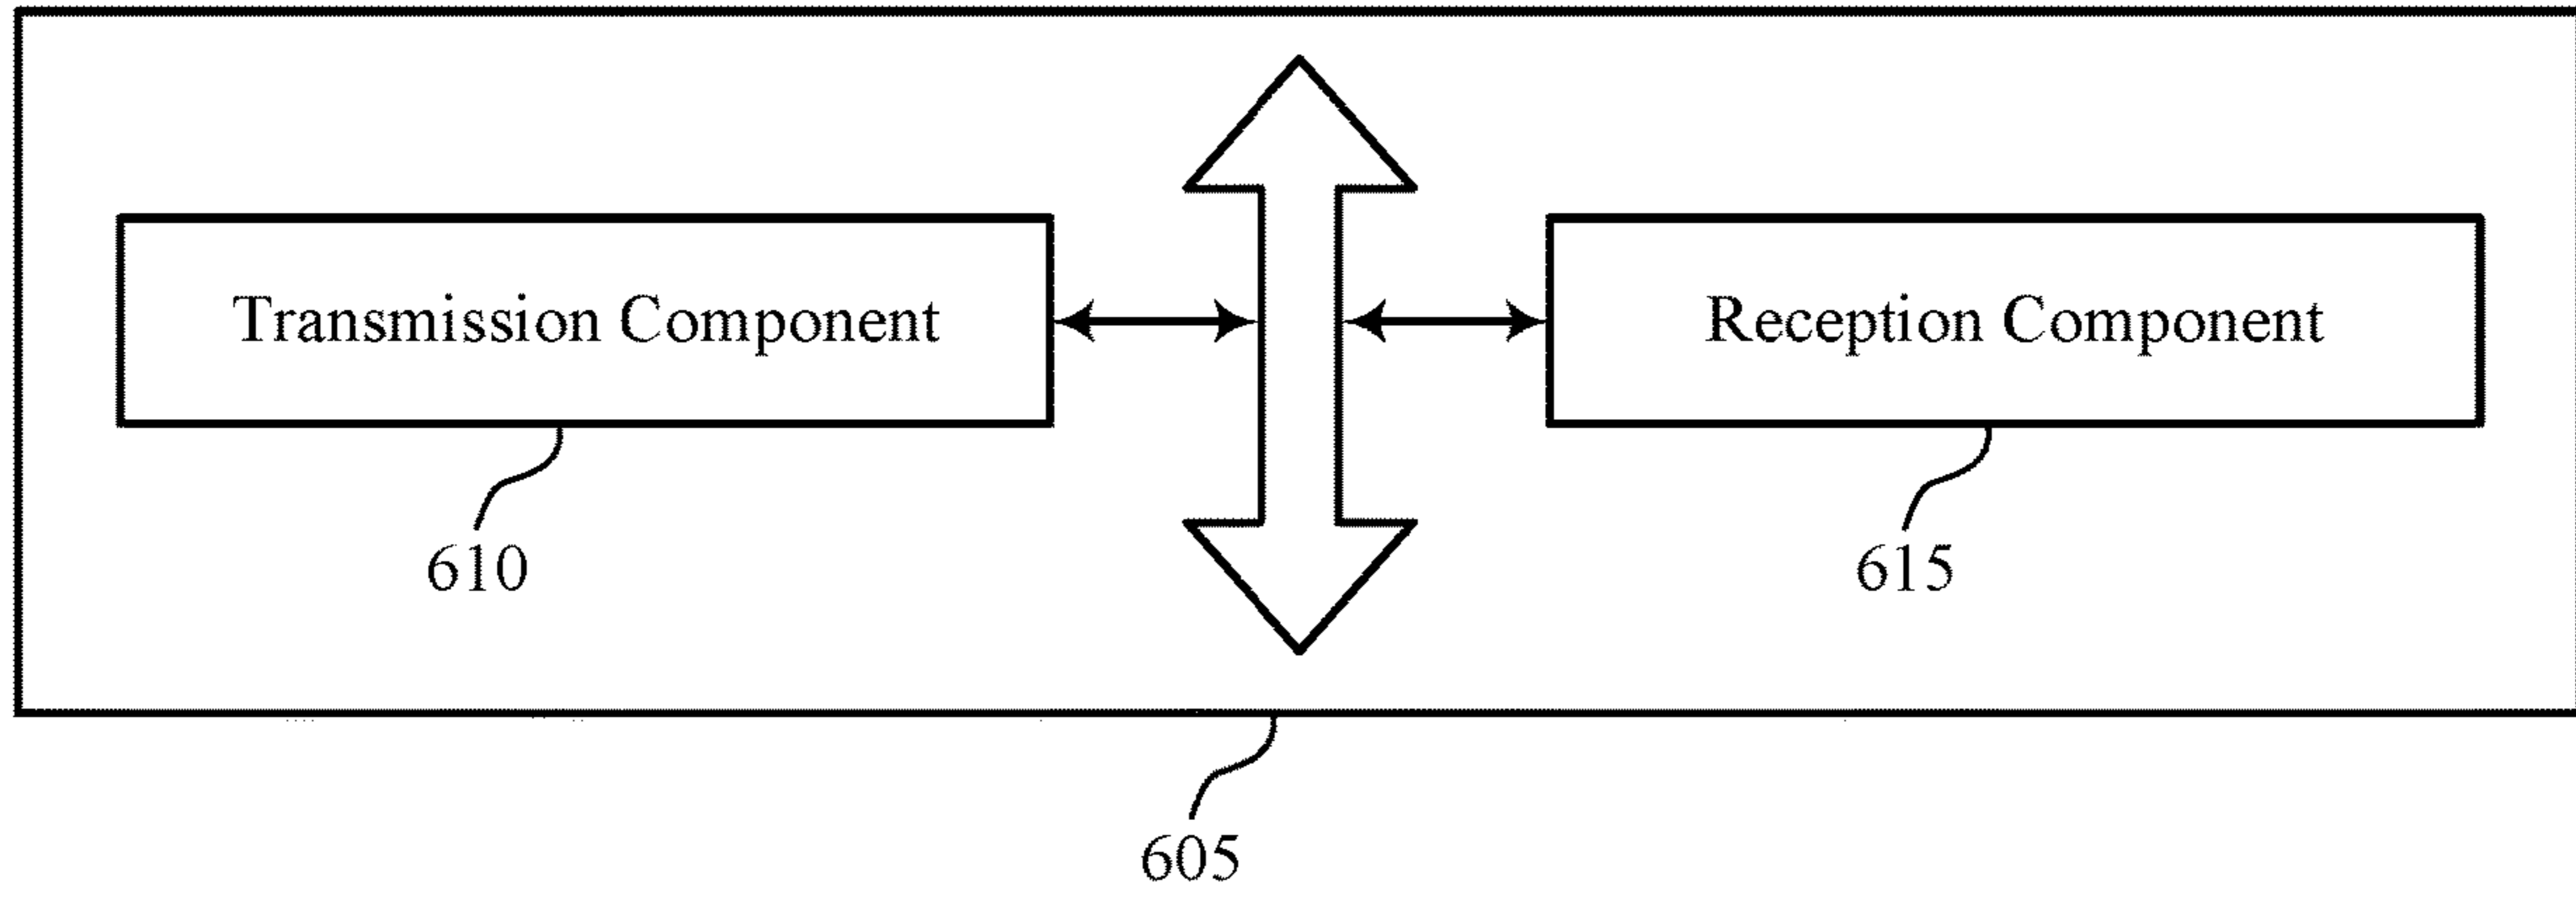 Transmission Component
Reception Component
610
615
605